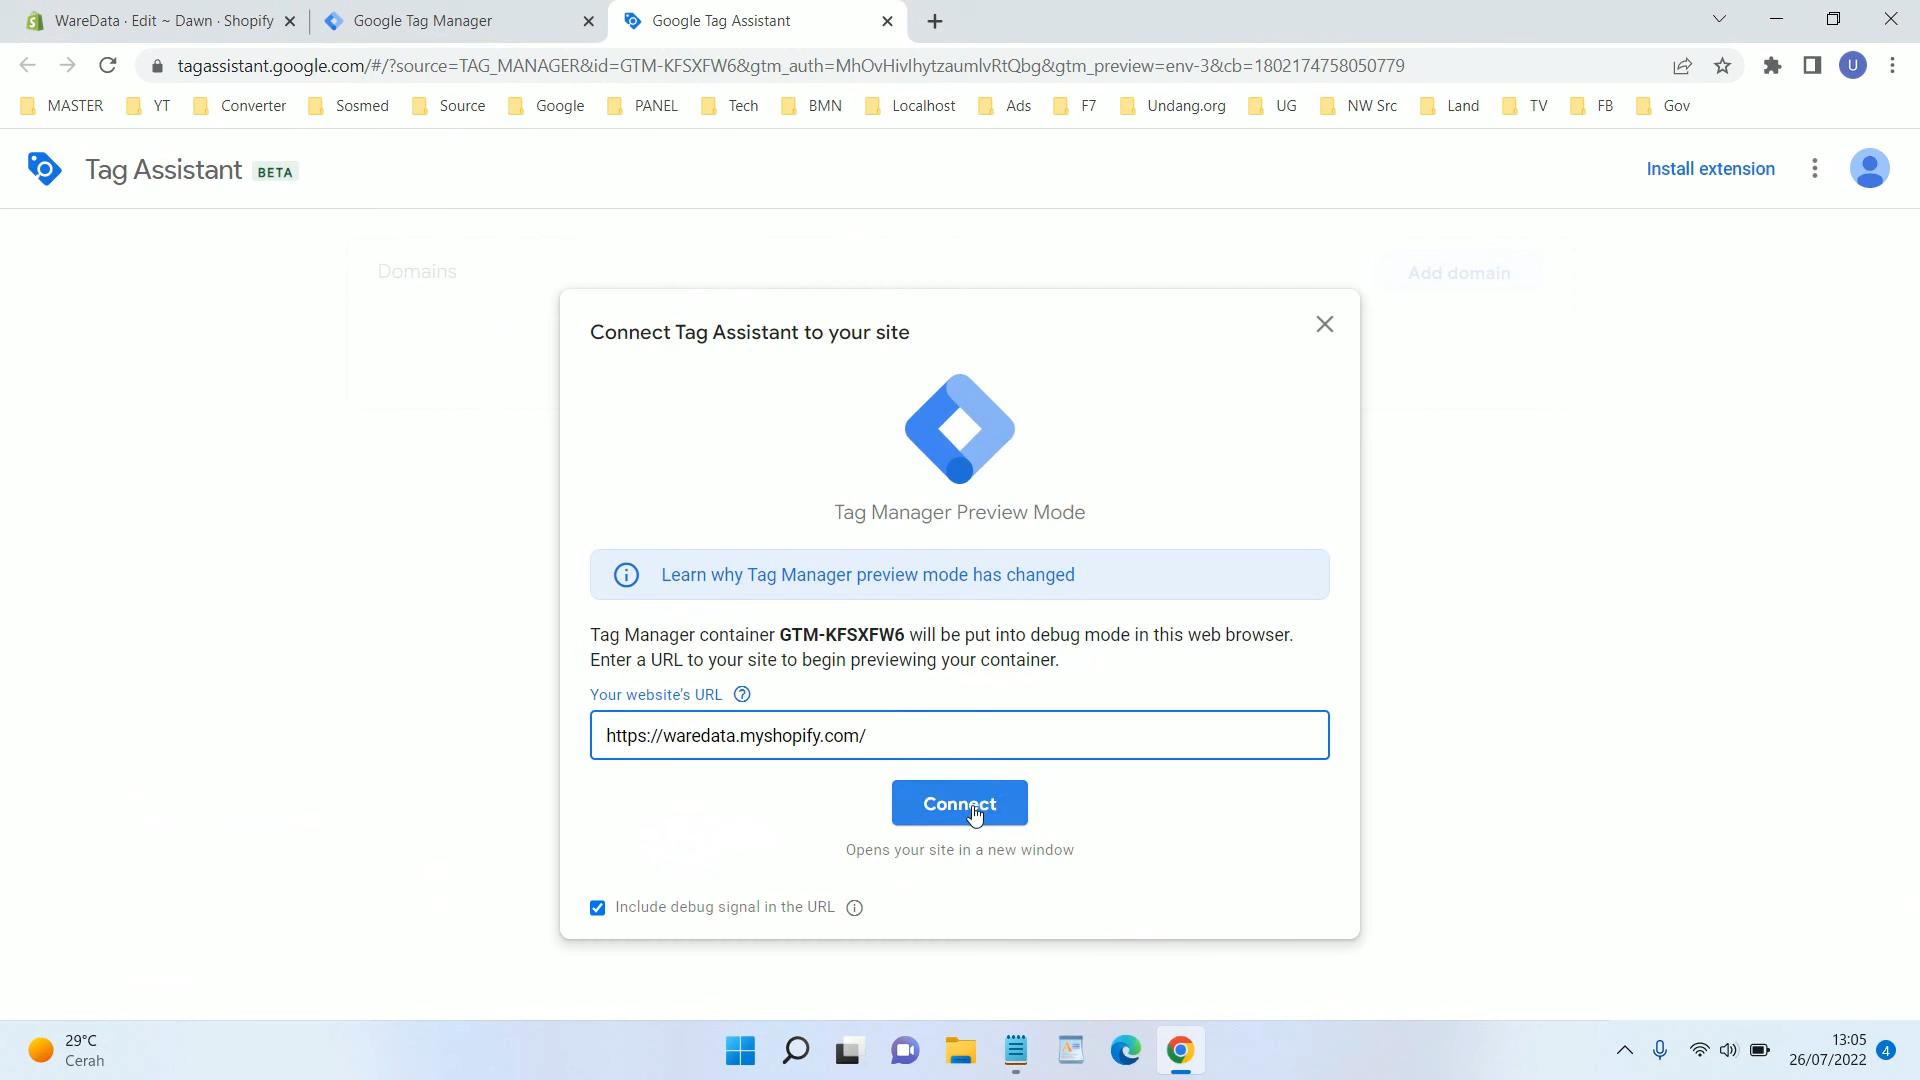 WareData · Edit ~ Dawn · Shopify
Google Tag Manager
Google Tag Assistant
tagassistant.google.com/#/?source=TAG_MANAGER&id=GTM-KFSXFW6&gtm_auth=MhOvHivlhytzaumlvRtQbg&gtm_preview=env-3&cb=1802174758050779
U
MASTER YT Converter Sosmed Source Google PANEL Tech BMN Localhost Ads F7 Undang.org UG NW Src Land TV FB Gov
Tag Assistant BETA
Install extension
Domains
Add domain
Connect Tag Assistant to your site
Tag Manager Preview Mode
Learn why Tag Manager preview mode has changed
Tag Manager container GTM-KFSXFW6 will be put into debug mode in this web browser.
Enter a URL to your site to begin previewing your container.
Your website's URL
https://waredata.myshopify.com/
Connect
Opens your site in a new window
Include debug signal in the URL
29°C
Cerah
13:05
26/07/2022
4